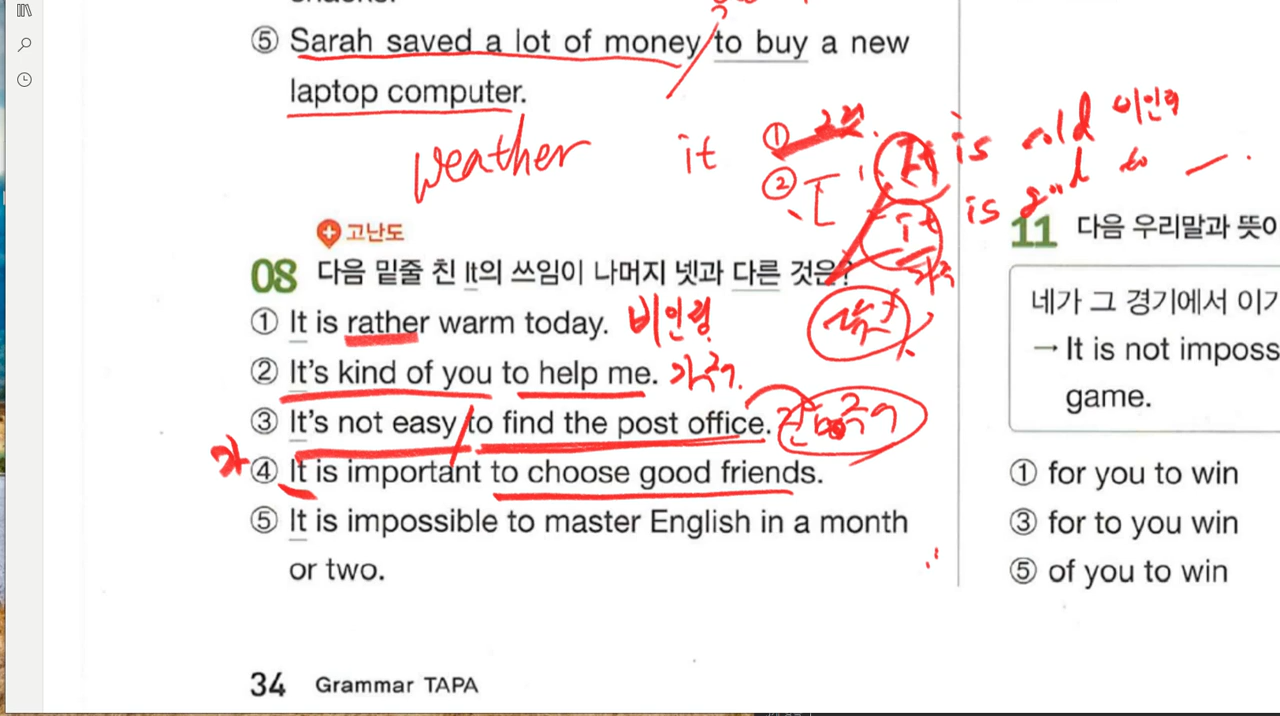 ⑤ Sarah saved a lot of money to buy a new
laptop computer.
weather it ① ② It is cold 비인칭
it is good to
고난도
08 다음 밑줄 친 It의 쓰임이 나머지 넷과 다른 것은?
① It is rather warm today. 비인칭
② It's kind of you to help me.
③ It's not easy to find the post office.
④ It is important to choose good friends.
⑤ It is impossible to master English in a month
or two.
34 Grammar TAPA
11 다음 우리말과 뜻이
네가 그 경기에서 이기
→ It is not imposs
game.
① for you to win
③ for to you win
⑤ of you to win